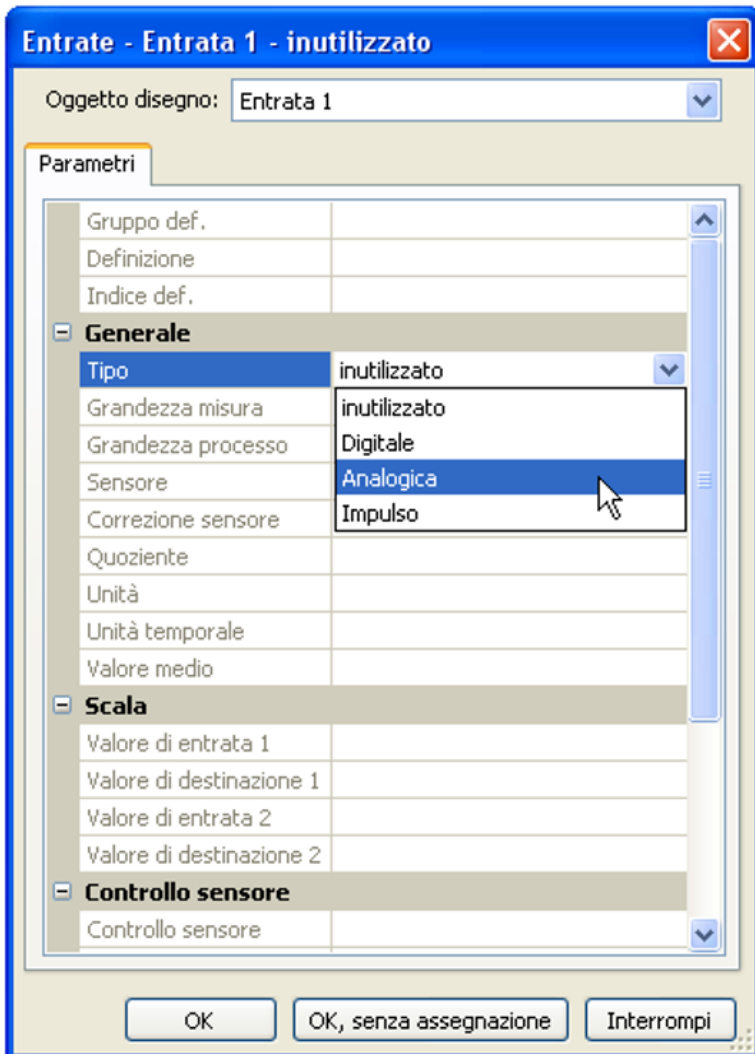 Entrate - Entrata 1 - inutilizzato
Oggetto disegno: Entrata 1
Parametri
Gruppo def.
Definizione
Indice def.
Generale
Tipo inutilizzato
Grandezza misura inutilizzato
Grandezza processo Digitale
Sensore Analogica
Correzione sensore Impulso
Quoziente
Unità
Unità temporale
Valore medio
Scala
Valore di entrata 1
Valore di destinazione 1
Valore di entrata 2
Valore di destinazione 2
Controllo sensore
Controllo sensore
OK OK, senza assegnazione Interrompi